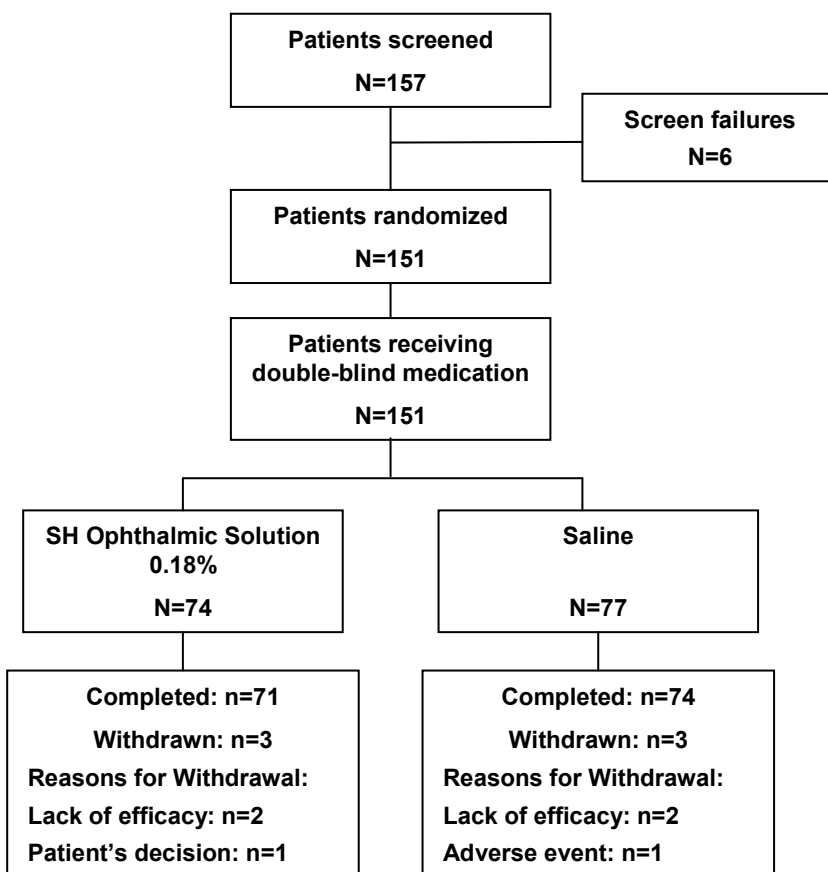 Patients screened
N=157
Screen failures
N=6
Patients randomized
N=151
Patients receiving
double-blind medication
N=151
SH Ophthalmic Solution
0.18%
N=74
Saline
N=77
Completed: n=71
Withdrawn: n=3
Reasons for Withdrawal:
Lack of efficacy: n=2
Patient’s decision: n=1
Completed: n=74
Withdrawn: n=3
Reasons for Withdrawal:
Lack of efficacy: n=2
Adverse event: n=1